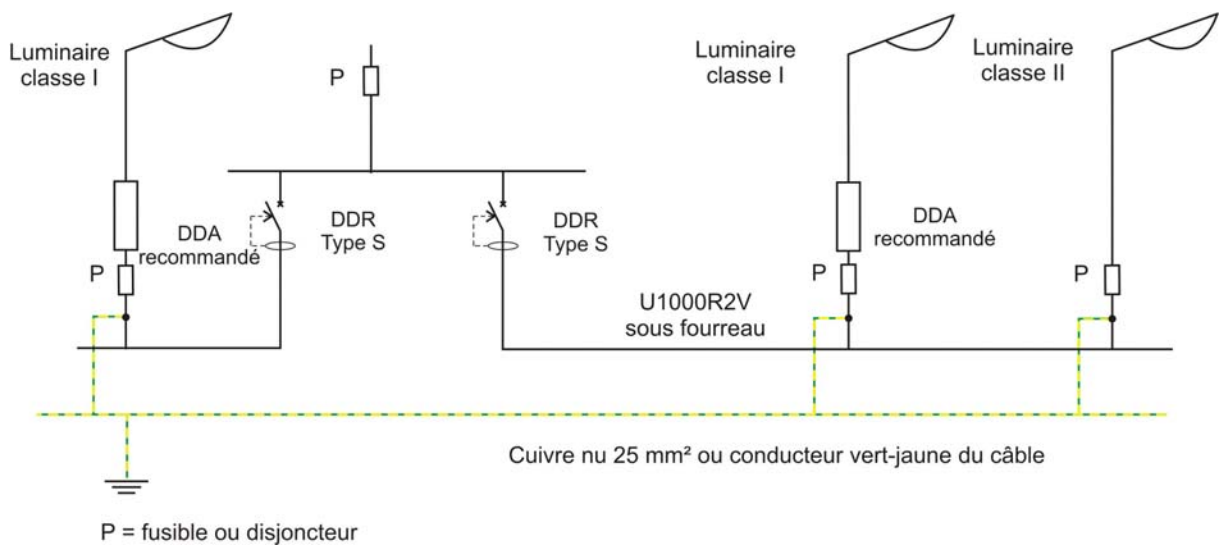 Luminaire
classe I
P
Luminaire
classe I
Luminaire
classe II
DDA
recommandé
DDR
Type S
DDR
Type S
DDA
recommandé
P
P
P
U1000R2V
sous fourreau
Cuivre nu 25 mm² ou conducteur vert-jaune du câble
P = fusible ou disjoncteur